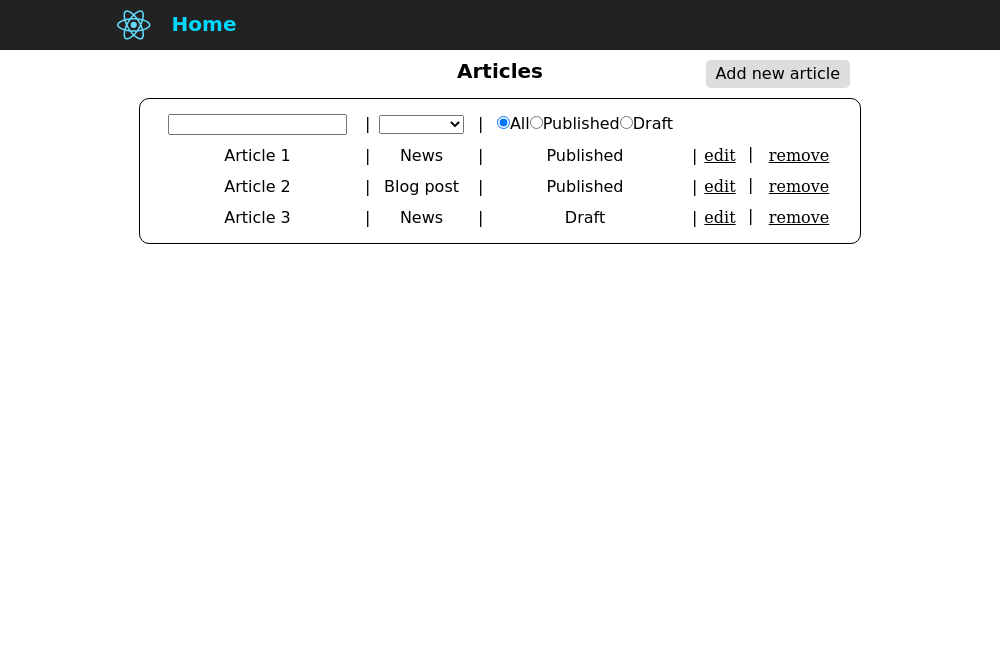 Home
Articles
Add new article
| | All Published Draft
Article 1 | News | Published | edit | remove
Article 2 | Blog post | Published | edit | remove
Article 3 | News | Draft | edit | remove